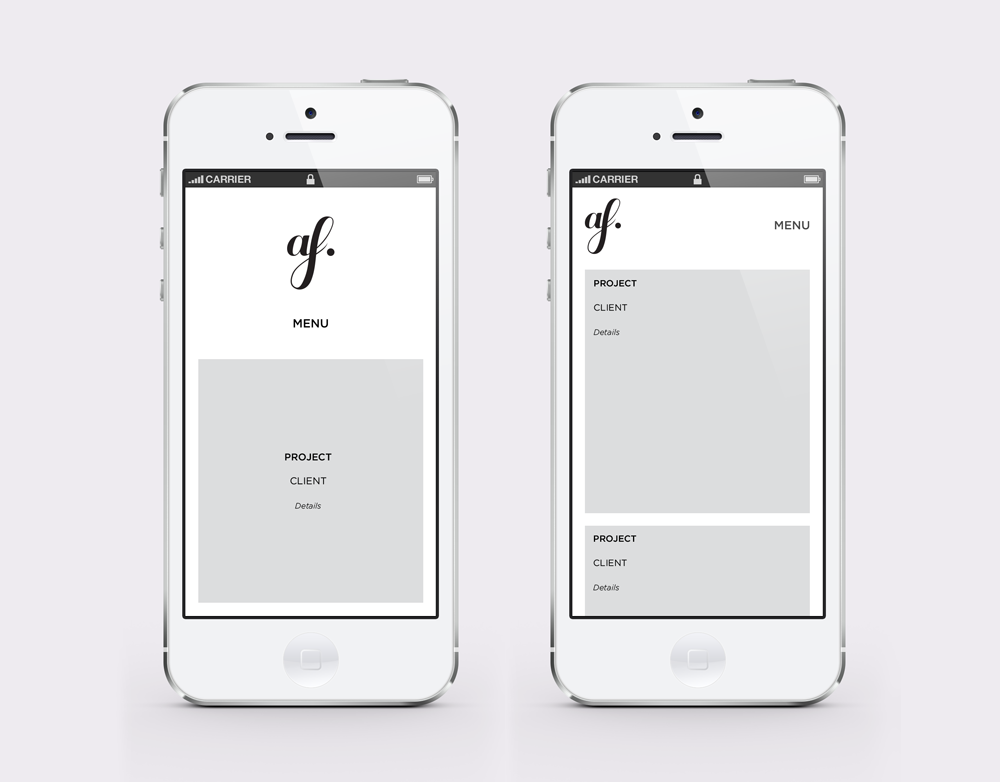 CARRIER
af.
MENU
PROJECT
CLIENT
Details
CARRIER
af.
MENU
PROJECT
CLIENT
Details
PROJECT
CLIENT
Details